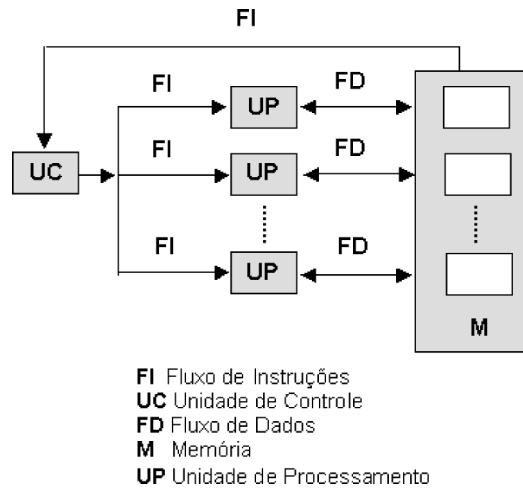 FI
FI
UP
FD
UC
FI
UP
FD
FI
UP
FD
M
FI Fluxo de Instruções
UC Unidade de Controle
FD Fluxo de Dados
M Memória
UP Unidade de Processamento